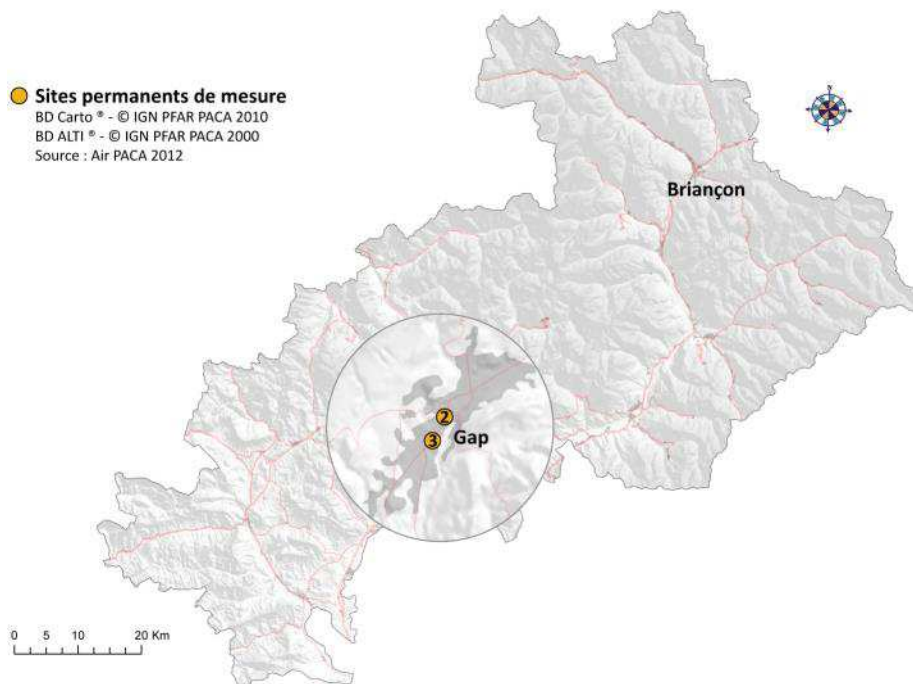 Sites permanents de mesure
BD Carto ® - © IGN PFAR PACA 2010
BD ALTI ® - © IGN PFAR PACA 2000
Source : Air PACA 2012
N
Briançon
2
3
Gap
0 5 10 20 Km